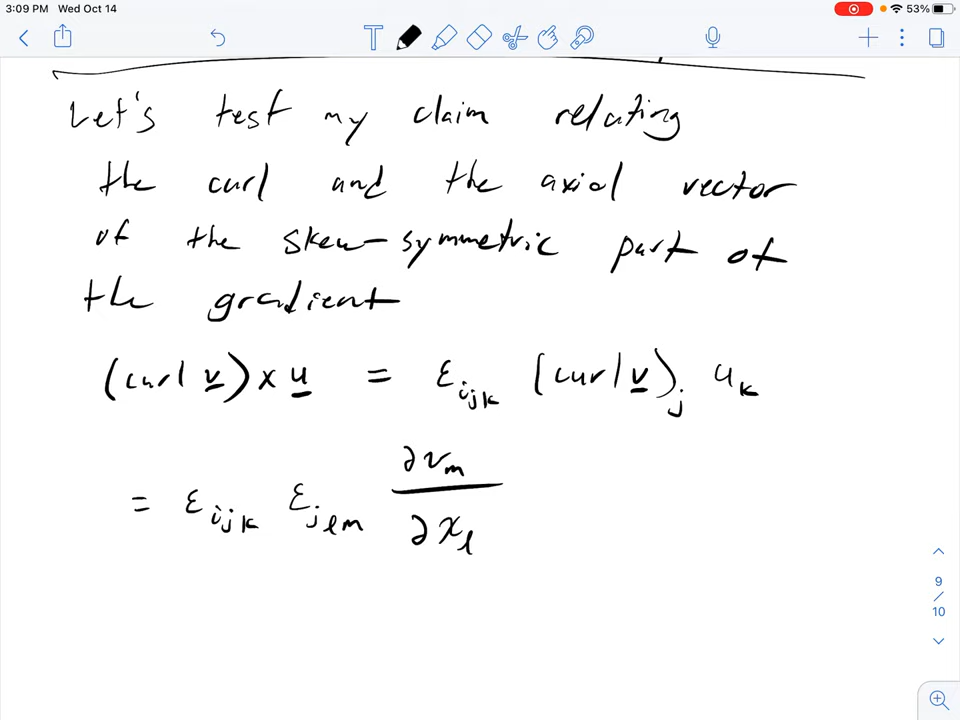 3:09 PM Wed Oct 14 53%
Let's test my claim relating
the curl and the axial vector
of the skew-symmetric part of
the gradient
(curl v) x u = ε_ijk (curl v)_j u_k
= ε_ijk ε_jlm ∂v_m / ∂x_l
9
/
10